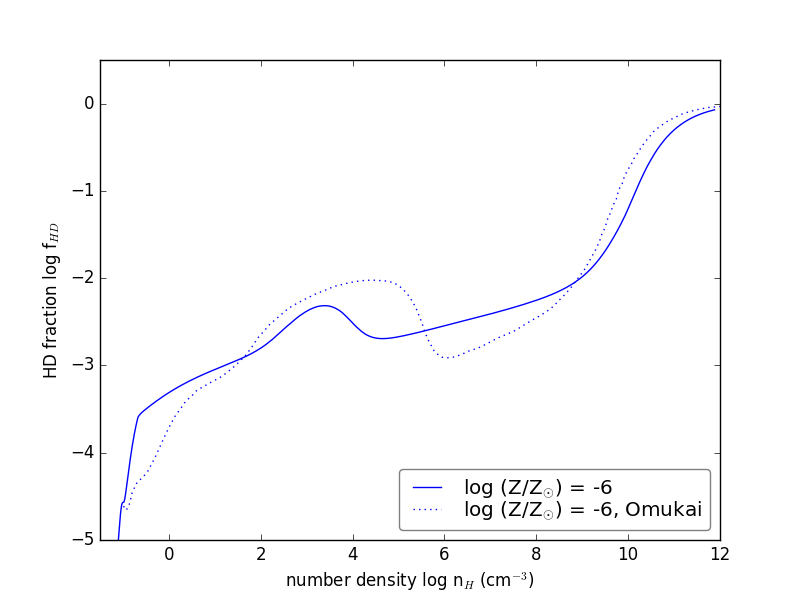 0
−1
−2
−3
−4
−5
HD fraction log f_HD
0 2 4 6 8 10 12
number density log n_H (cm⁻³)
log (Z/Z☉) = -6
log (Z/Z☉) = -6, Omukai